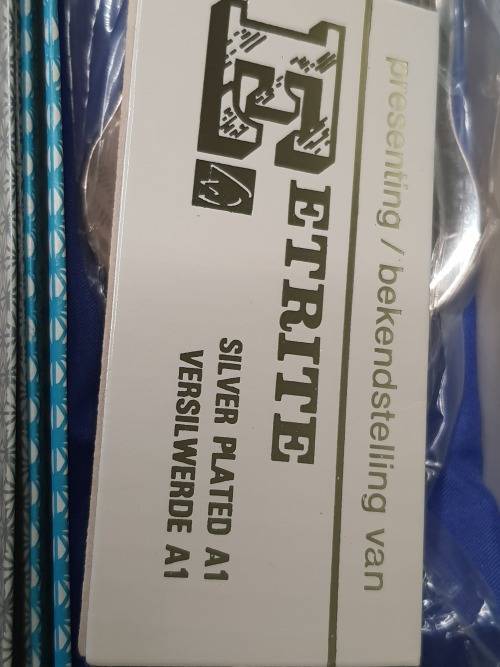 presenting / bekendstelling van
ETRITE
SILVER PLATED A1
VERSILWERDE A1